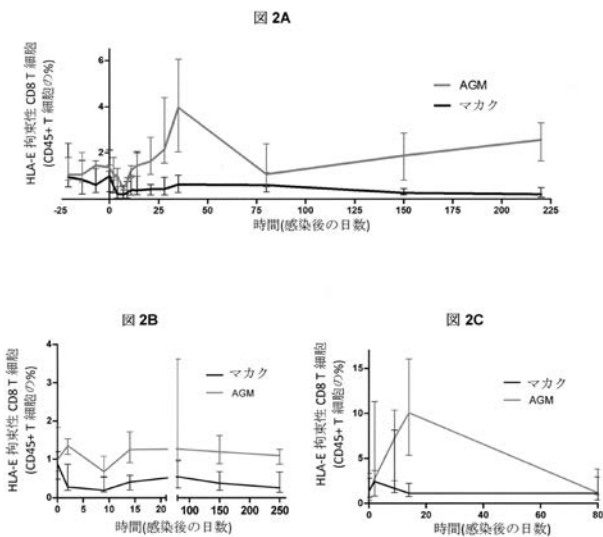 図 2A
HLA-E 拘束性 CD8 T 細胞
(CD45+ T 細胞の%)
6
4
2
AGM
マカク
-25 0 25 50 75 100 125 150 175 200 225
時間(感染後の日数)
図 2B
HLA-E 拘束性 CD8 T 細胞
(CD45+ T 細胞の%)
4
3
2
1
0
マカク
AGM
0 5 10 15 20 100 150 200 250
時間(感染後の日数)
図 2C
HLA-E 拘束性 CD8 T 細胞
(CD45+ T 細胞の%)
15
10
5
0
マカク
AGM
0 20 40 60 80
時間(感染後の日数)